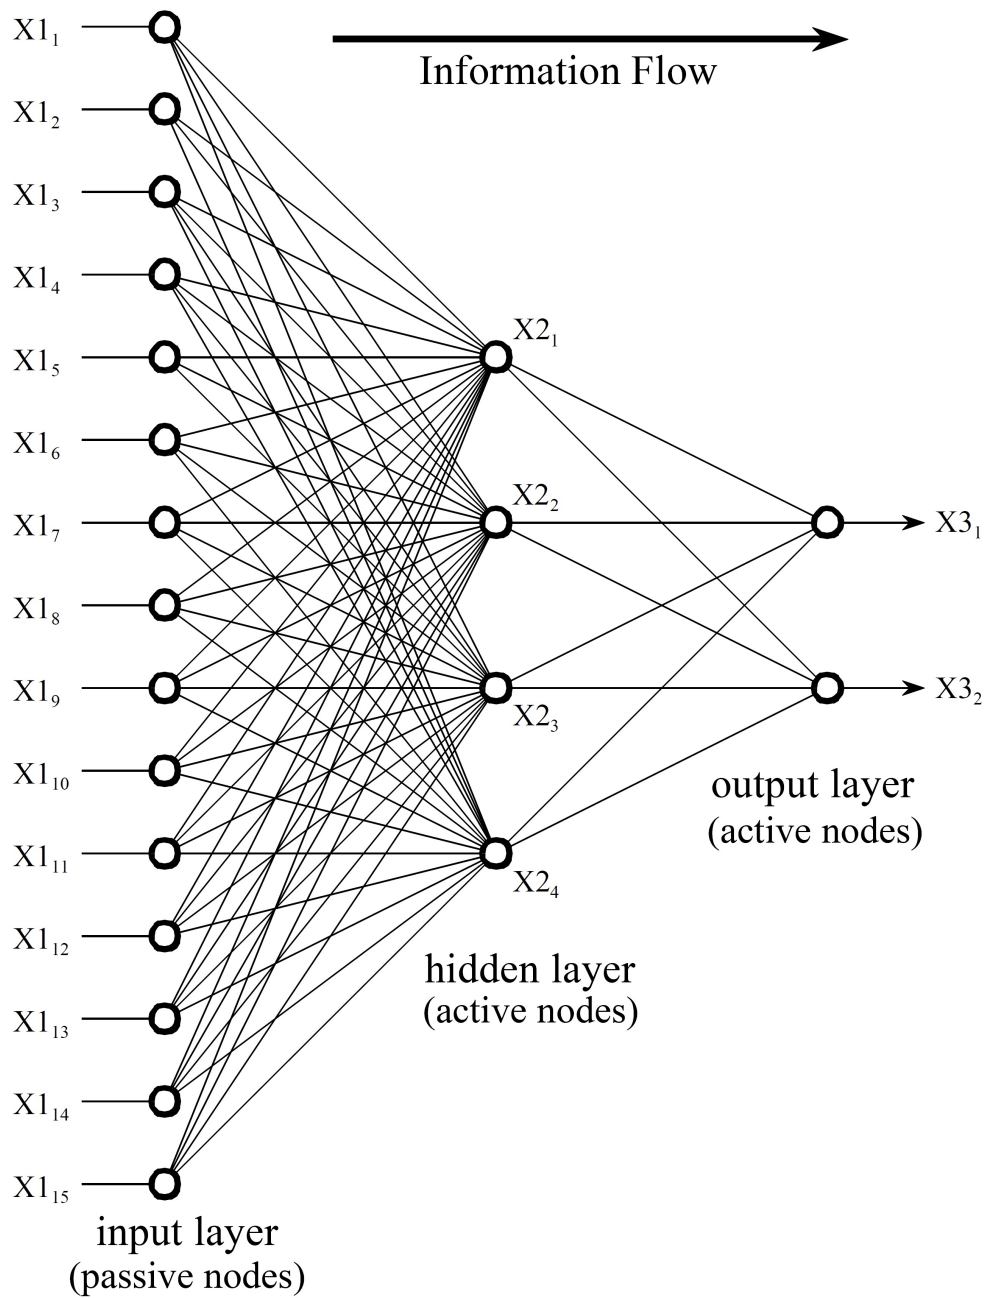 X1₁
Information Flow
X1₂
X1₃
X1₄
X1₅
X1₆
X1₇
X1₈
X1₉
X1₁₀
X1₁₁
X1₁₂
X1₁₃
X1₁₄
X1₁₅
input layer
(passive nodes)
X2₁
X2₂
X2₃
X2₄
hidden layer
(active nodes)
X3₁
X3₂
output layer
(active nodes)